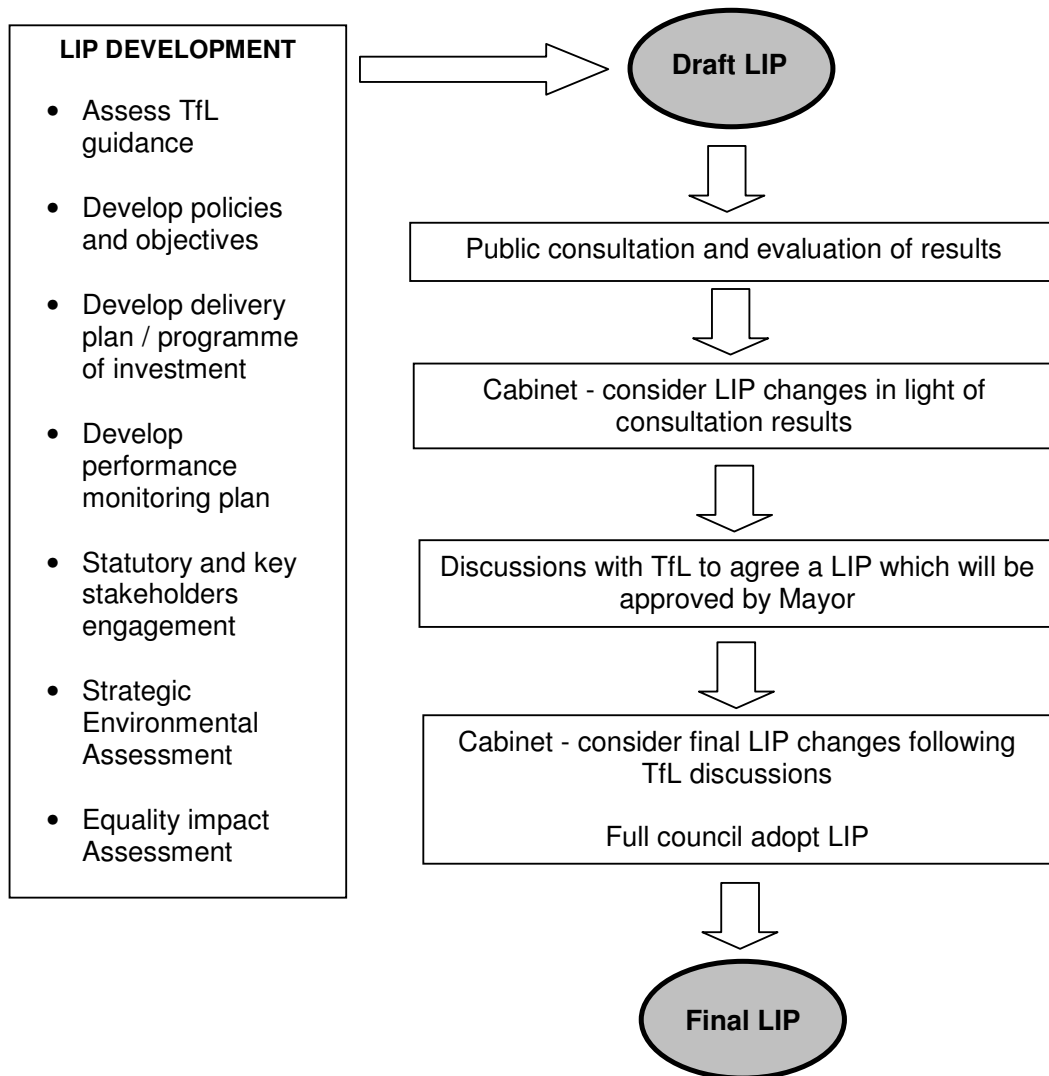 LIP DEVELOPMENT
• Assess TfL
guidance
• Develop policies
and objectives
• Develop delivery
plan / programme
of investment
• Develop
performance
monitoring plan
• Statutory and key
stakeholders
engagement
• Strategic
Environmental
Assessment
• Equality impact
Assessment
Draft LIP
Public consultation and evaluation of results
Cabinet - consider LIP changes in light of
consultation results
Discussions with TfL to agree a LIP which will be
approved by Mayor
Cabinet - consider final LIP changes following
TfL discussions
Full council adopt LIP
Final LIP